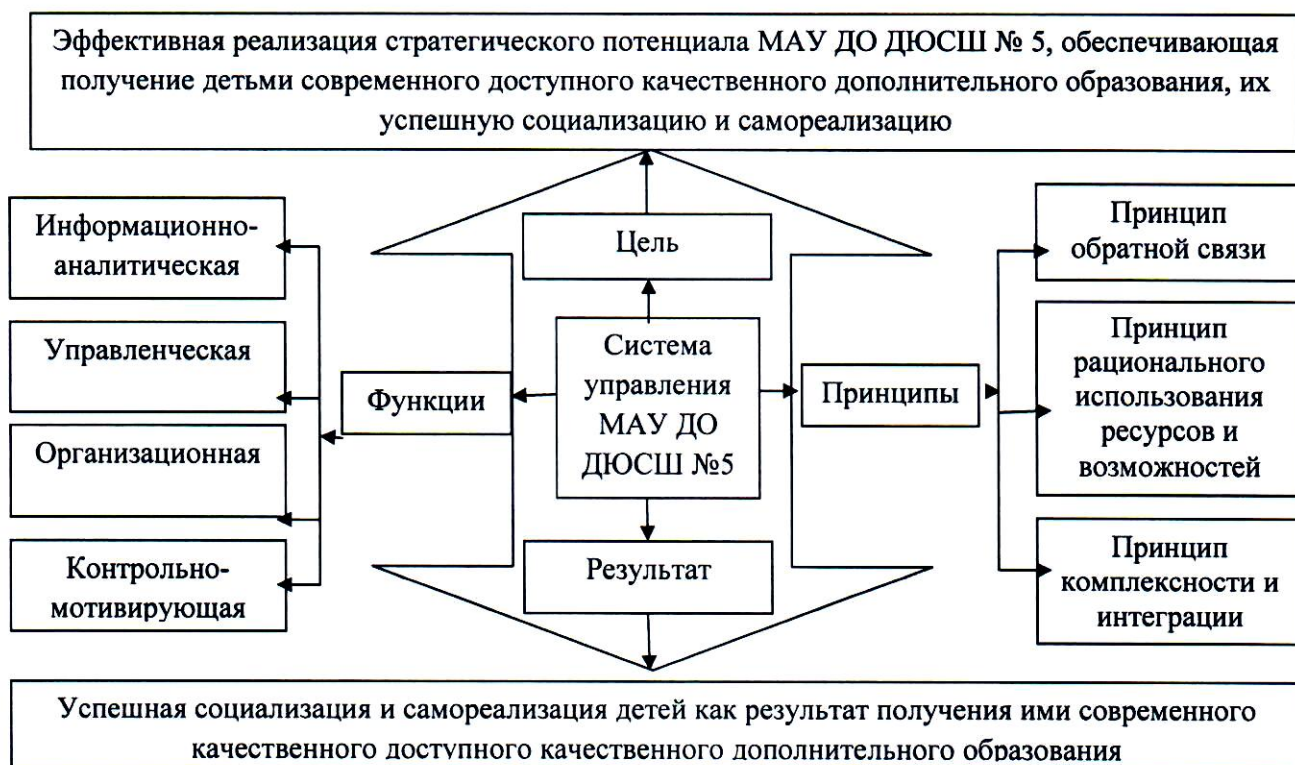 Эффективная реализация стратегического потенциала МАУ ДО ДЮСШ № 5, обеспечивающая
получение детьми современного доступного качественного дополнительного образования, их
успешную социализацию и самореализацию
Информационно-
аналитическая
Управленческая
Организационная
Контрольно-
мотивирующая
Функции
Цель
Система
управления
МАУ ДО
ДЮСШ №5
Результат
Принципы
Принцип
обратной связи
Принцип
рационального
использования
ресурсов и
возможностей
Принцип
комплексности и
интеграции
Успешная социализация и самореализация детей как результат получения ими современного
качественного доступного качественного дополнительного образования